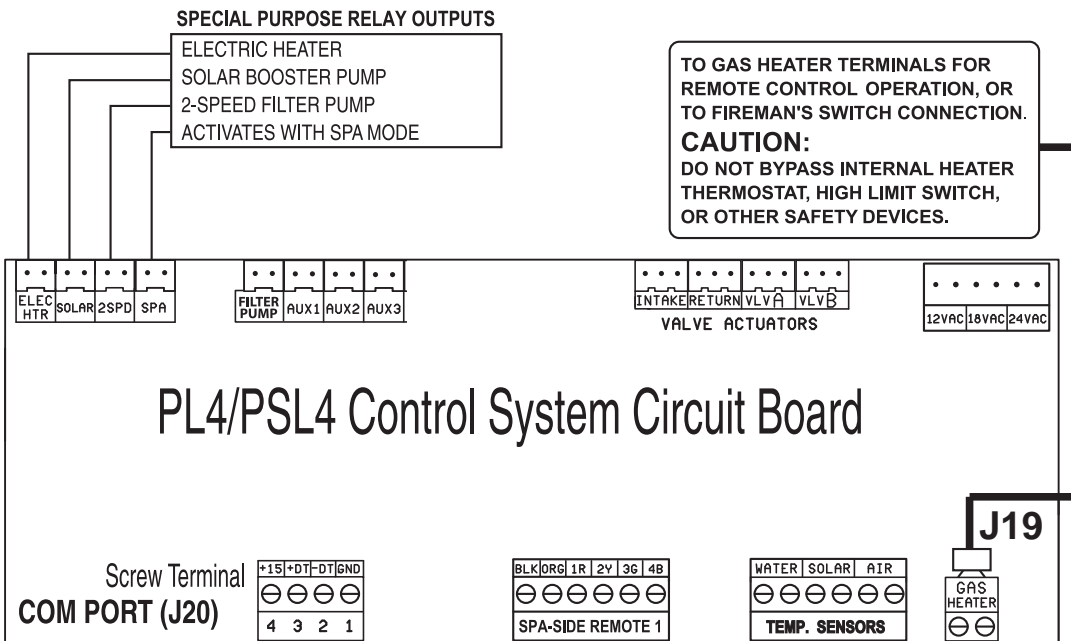 SPECIAL PURPOSE RELAY OUTPUTS
ELECTRIC HEATER
SOLAR BOOSTER PUMP
2-SPEED FILTER PUMP
ACTIVATES WITH SPA MODE
TO GAS HEATER TERMINALS FOR
REMOTE CONTROL OPERATION, OR
TO FIREMAN'S SWITCH CONNECTION.
CAUTION:
DO NOT BYPASS INTERNAL HEATER
THERMOSTAT, HIGH LIMIT SWITCH,
OR OTHER SAFETY DEVICES.
ELEC
HTR
SOLAR
2SPD
SPA
FILTER
PUMP
AUX1
AUX2
AUX3
INTAKE
RETURN
VLVA
VLVB
VALVE ACTUATORS
12VAC
18VAC
24VAC
PL4/PSL4 Control System Circuit Board
J19
Screw Terminal
COM PORT (J20)
+15 +DT -DT GND
4 3 2 1
BLK ORG 1R 2Y 3G 4B
SPA-SIDE REMOTE 1
WATER SOLAR AIR
TEMP. SENSORS
GAS
HEATER